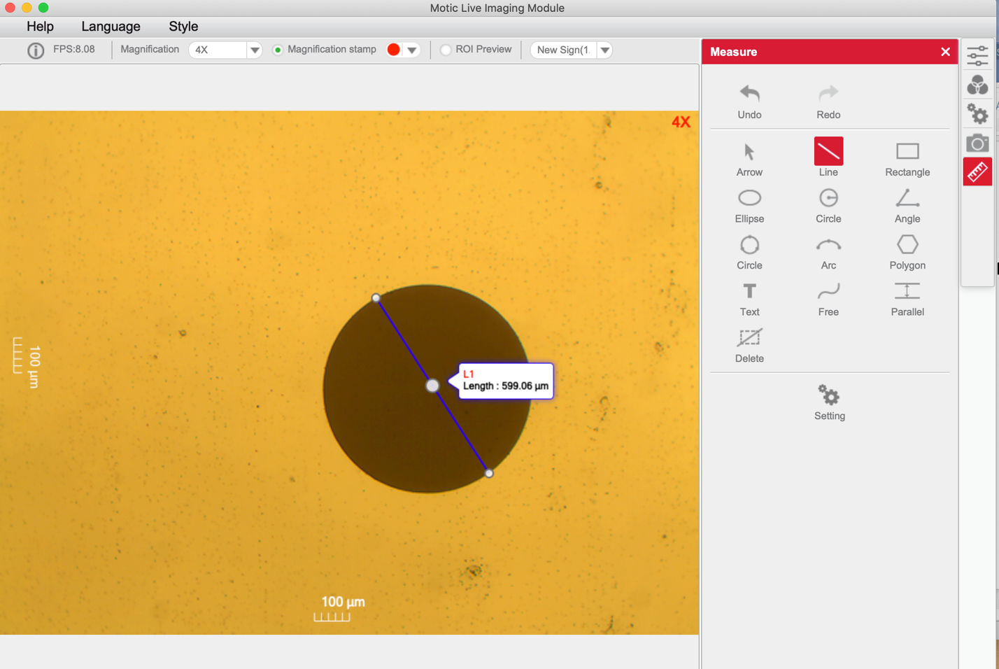 Motic Live Imaging Module
Help Language Style
FPS:8.08 Magnification 4X Magnification stamp ROI Preview New Sign(1
Measure
Undo Redo
Arrow Line Rectangle
Ellipse Circle Angle
Circle Arc Polygon
Text Free Parallel
Delete
Setting
4X
L1
Length : 599.06 μm
100 μm
100 μm